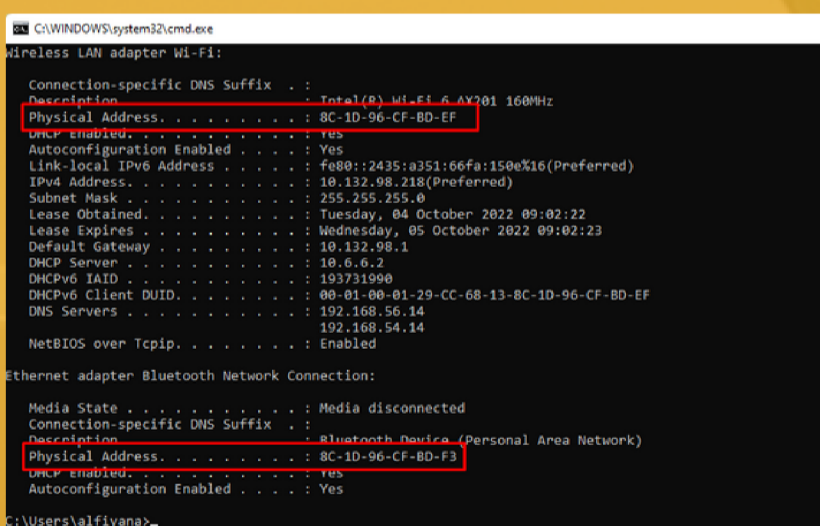 C:\WINDOWS\system32\cmd.exe
Wireless LAN adapter Wi-Fi:
Connection-specific DNS Suffix . :
Description . . . . . . . . . . . : Intel(R) Wi-Fi 6 AX201 160MHz
Physical Address. . . . . . . . . : 8C-1D-96-CF-BD-EF
DHCP Enabled. . . . . . . . . . . : Yes
Autoconfiguration Enabled . . . . : Yes
Link-local IPv6 Address . . . . . : fe80::2435:a351:66fa:150e%16(Preferred)
IPv4 Address. . . . . . . . . . . : 10.132.98.218(Preferred)
Subnet Mask . . . . . . . . . . . : 255.255.255.0
Lease Obtained. . . . . . . . . . : Tuesday, 04 October 2022 09:02:22
Lease Expires . . . . . . . . . . : Wednesday, 05 October 2022 09:02:23
Default Gateway . . . . . . . . . : 10.132.98.1
DHCP Server . . . . . . . . . . . : 10.6.6.2
DHCPv6 IAID . . . . . . . . . . . : 193731990
DHCPv6 Client DUID. . . . . . . . : 00-01-00-01-29-CC-68-13-8C-1D-96-CF-BD-EF
DNS Servers . . . . . . . . . . . : 192.168.56.14
192.168.54.14
NetBIOS over Tcpip. . . . . . . . : Enabled
Ethernet adapter Bluetooth Network Connection:
Media State . . . . . . . . . . . : Media disconnected
Connection-specific DNS Suffix . :
Description . . . . . . . . . . . : Bluetooth Device (Personal Area Network)
Physical Address. . . . . . . . . : 8C-1D-96-CF-BD-F3
DHCP Enabled. . . . . . . . . . . : Yes
Autoconfiguration Enabled . . . . : Yes
C:\Users\alfiyana>_